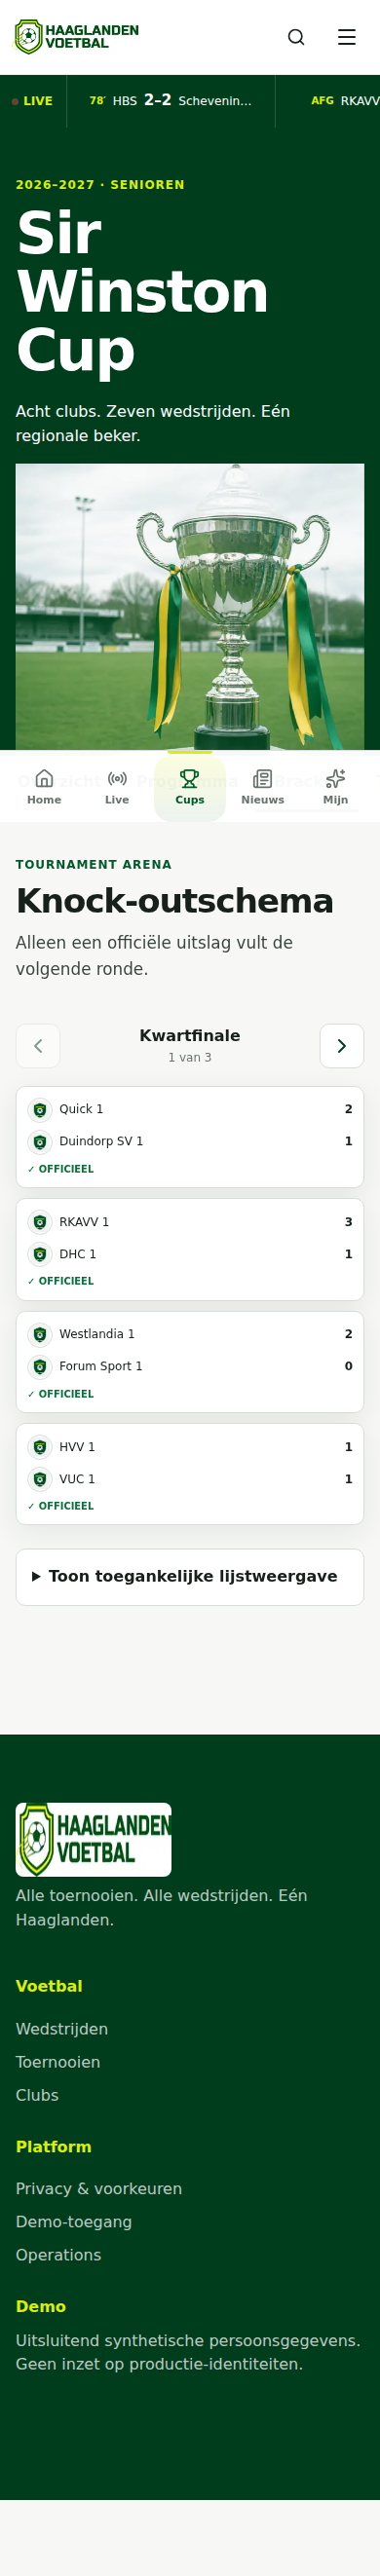 HAAGLANDEN
VOETBAL
LIVE
78' HBS 2–2 Schevenin…
AFG RKAVV
2026–2027 · SENIOREN
Sir
Winston
Cup
Acht clubs. Zeven wedstrijden. Eén
regionale beker.
Home
Live
Cups
Nieuws
Mijn
TOURNAMENT ARENA
Knock-outschema
Alleen een officiële uitslag vult de
volgende ronde.
Kwartfinale
1 van 3
Quick 1 2
Duindorp SV 1 1
✓ OFFICIEEL
RKAVV 1 3
DHC 1 1
✓ OFFICIEEL
Westlandia 1 2
Forum Sport 1 0
✓ OFFICIEEL
HVV 1 1
VUC 1 1
✓ OFFICIEEL
Toon toegankelijke lijstweergave
HAAGLANDEN
VOETBAL
Alle toernooien. Alle wedstrijden. Eén
Haaglanden.
Voetbal
Wedstrijden
Toernooien
Clubs
Platform
Privacy & voorkeuren
Demo-toegang
Operations
Demo
Uitsluitend synthetische persoonsgegevens.
Geen inzet op productie-identiteiten.